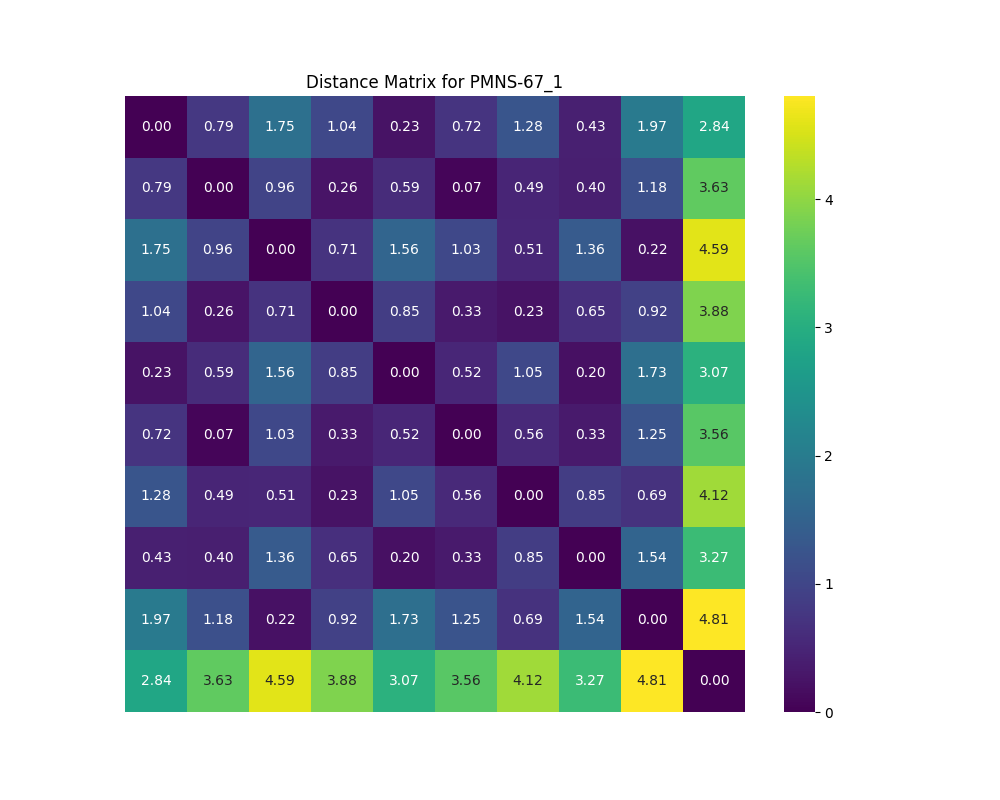 Distance Matrix for PMNS-67_1
0.00 0.79 1.75 1.04 0.23 0.72 1.28 0.43 1.97 2.84
0.79 0.00 0.96 0.26 0.59 0.07 0.49 0.40 1.18 3.63
1.75 0.96 0.00 0.71 1.56 1.03 0.51 1.36 0.22 4.59
1.04 0.26 0.71 0.00 0.85 0.33 0.23 0.65 0.92 3.88
0.23 0.59 1.56 0.85 0.00 0.52 1.05 0.20 1.73 3.07
0.72 0.07 1.03 0.33 0.52 0.00 0.56 0.33 1.25 3.56
1.28 0.49 0.51 0.23 1.05 0.56 0.00 0.85 0.69 4.12
0.43 0.40 1.36 0.65 0.20 0.33 0.85 0.00 1.54 3.27
1.97 1.18 0.22 0.92 1.73 1.25 0.69 1.54 0.00 4.81
2.84 3.63 4.59 3.88 3.07 3.56 4.12 3.27 4.81 0.00
4
3
2
1
0